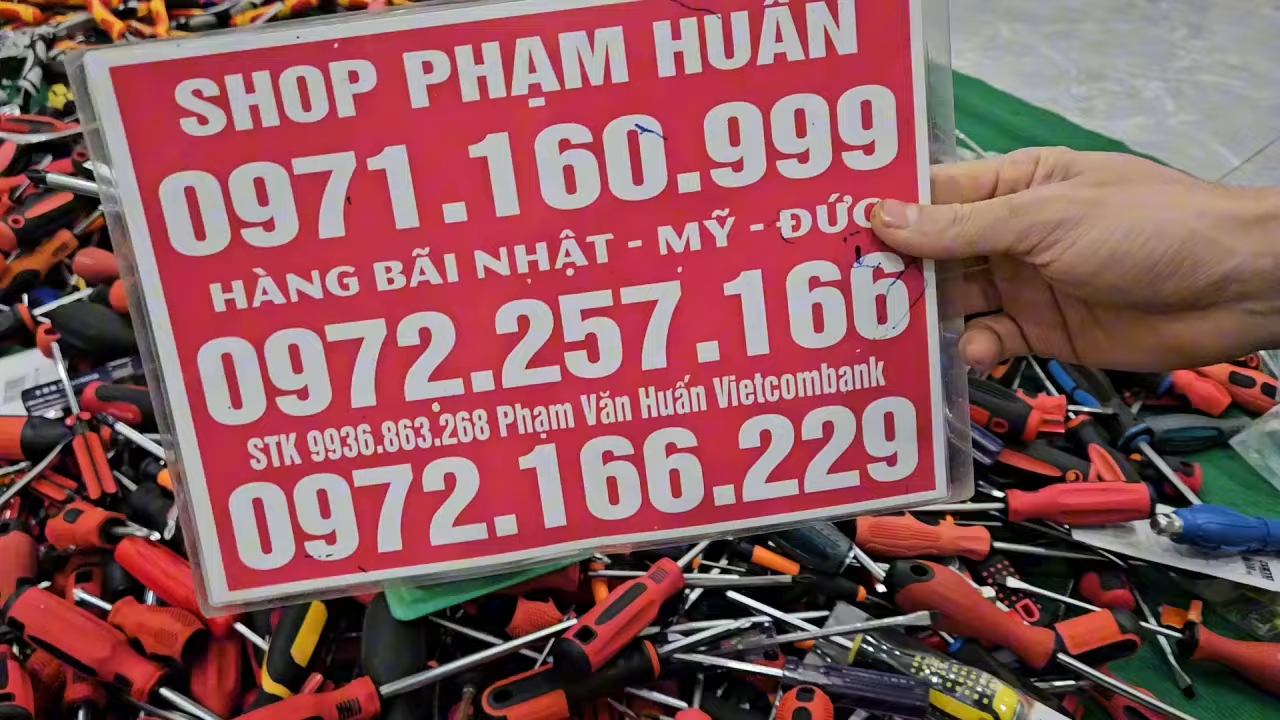 SHOP PHẠM HUẤN
0971.160.999
HÀNG BÃI NHẬT - MỸ - ĐỨC
0972.257.166
STK 9936.863.268 Phạm Văn Huấn Vietcombank
0972.166.229